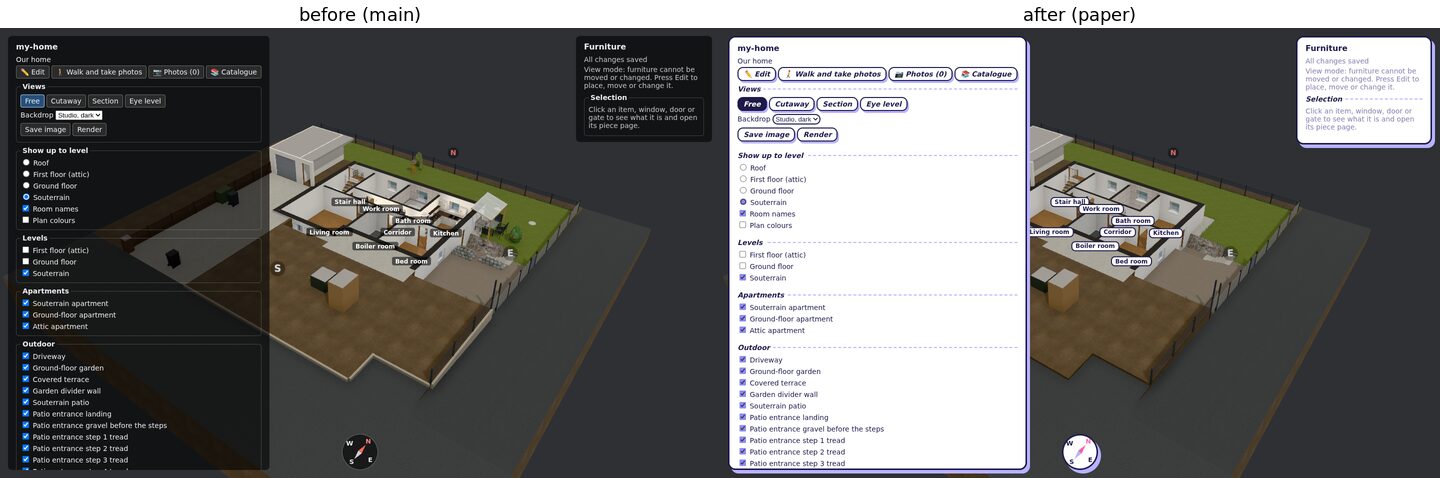 before (main)
my-home
Our home
✏️ Edit
🚶 Walk and take photos
📷 Photos (0)
📚 Catalogue
Views
Free
Cutaway
Section
Eye level
Backdrop Studio, dark
Save image
Render
Show up to level
Roof
First floor (attic)
Ground floor
Souterrain
Room names
Plan colours
Levels
First floor (attic)
Ground floor
Souterrain
Apartments
Souterrain apartment
Ground-floor apartment
Attic apartment
Outdoor
Driveway
Ground-floor garden
Covered terrace
Garden divider wall
Souterrain patio
Patio entrance landing
Patio entrance gravel before the steps
Patio entrance step 1 tread
Patio entrance step 2 tread
Patio entrance step 3 tread
N
Stair hall
Work room
Bath room
Living room
Corridor
Kitchen
Boiler room
Bed room
S
E
W
N
S
E
Furniture
All changes saved
View mode: furniture cannot be
moved or changed. Press Edit to
place, move or change it.
Selection
Click an item, window, door or
gate to see what it is and open
its piece page.
after (paper)
my-home
Our home
✏️ Edit
🚶 Walk and take photos
📷 Photos (0)
📚 Catalogue
Views
Free
Cutaway
Section
Eye level
Backdrop Studio, dark
Save image
Render
Show up to level
Roof
First floor (attic)
Ground floor
Souterrain
Room names
Plan colours
Levels
First floor (attic)
Ground floor
Souterrain
Apartments
Souterrain apartment
Ground-floor apartment
Attic apartment
Outdoor
Driveway
Ground-floor garden
Covered terrace
Garden divider wall
Souterrain patio
Patio entrance landing
Patio entrance gravel before the steps
Patio entrance step 1 tread
Patio entrance step 2 tread
Patio entrance step 3 tread
N
Stair hall
Work room
Bath room
Living room
Corridor
Kitchen
Boiler room
Bed room
E
W
N
S
E
Furniture
All changes saved
View mode: furniture cannot be
moved or changed. Press Edit to
place, move or change it.
Selection
Click an item, window, door or
gate to see what it is and open
its piece page.